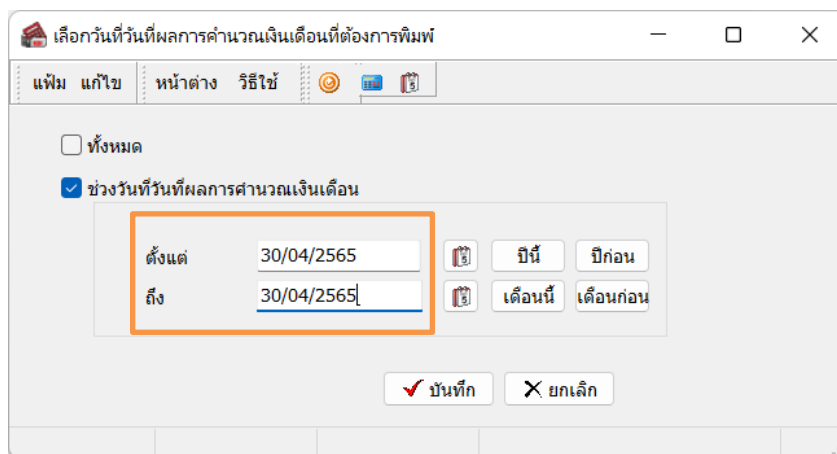 เลือกวันที่วันที่ผลการคำนวณเงินเดือนที่ต้องการพิมพ์
แฟ้ม แก้ไข หน้าต่าง วิธีใช้
ทั้งหมด
ช่วงวันที่วันที่ผลการคำนวณเงินเดือน
ตั้งแต่ 30/04/2565 5 ปีนี้ ปีก่อน
ถึง 30/04/2565 5 เดือนนี้ เดือนก่อน
บันทึก ยกเลิก